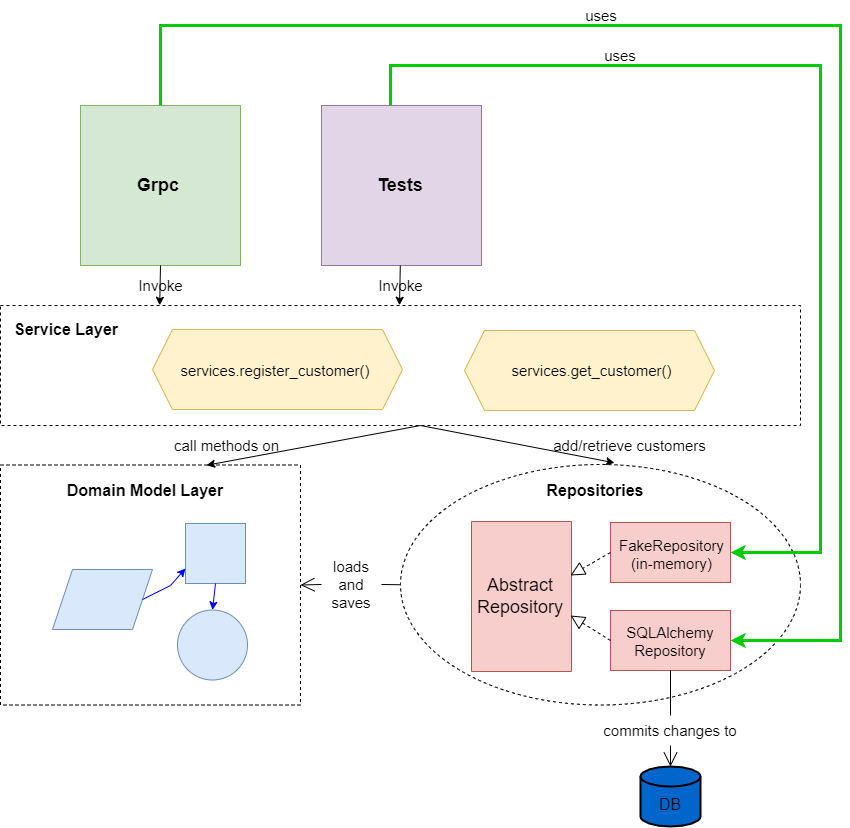 uses
uses
Grpc
Tests
Invoke
Invoke
Service Layer
services.register_customer()
services.get_customer()
call methods on
add/retrieve customers
Domain Model Layer
Repositories
FakeRepository
(in-memory)
Abstract
Repository
loads
and
saves
SQLAlchemy
Repository
commits changes to
DB